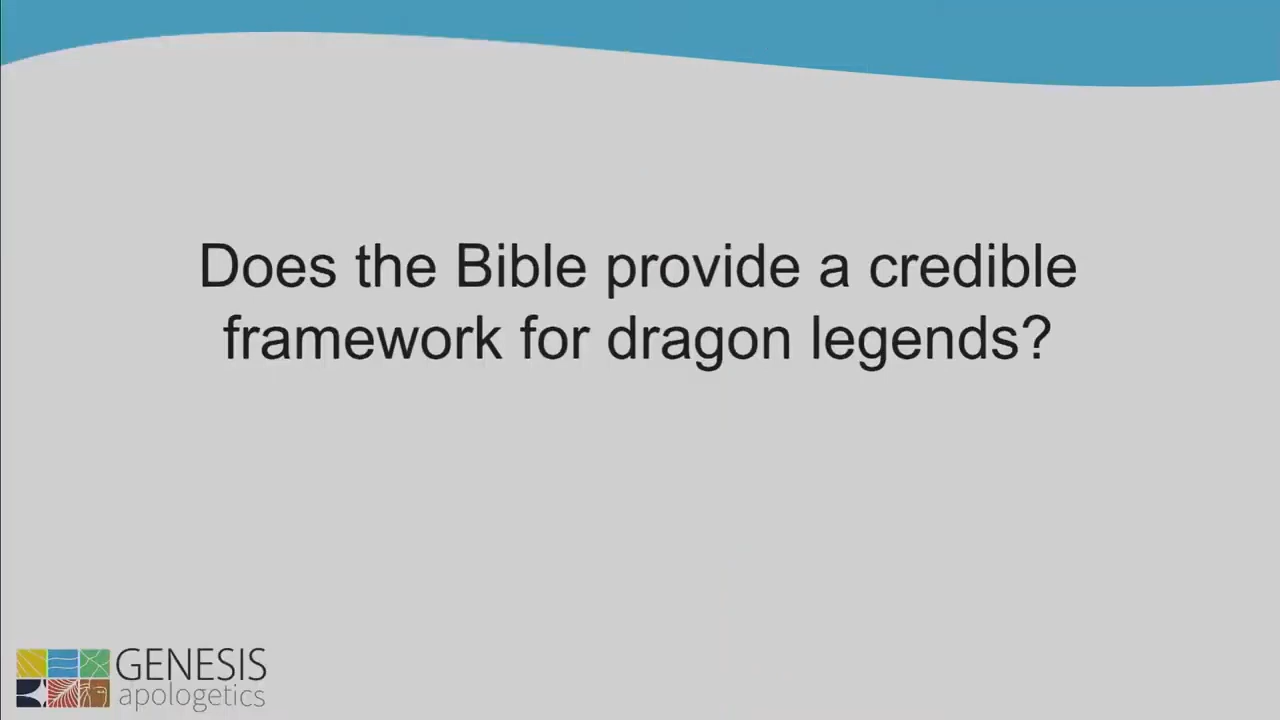 Does the Bible provide a credible
framework for dragon legends?
GENESIS
apologetics